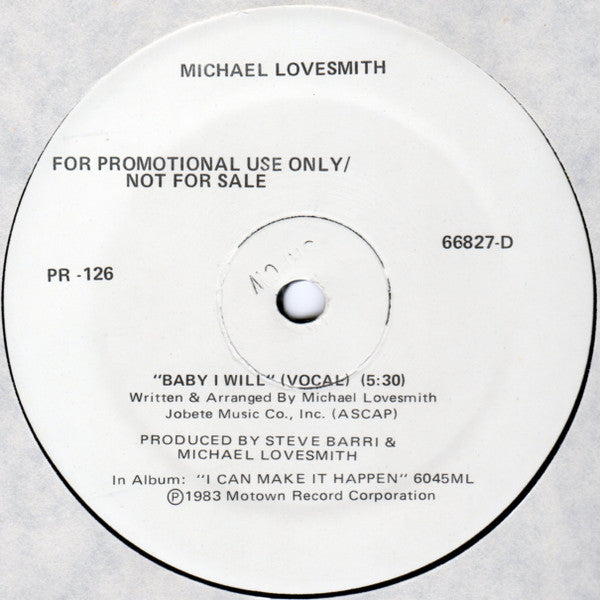 MICHAEL LOVESMITH
FOR PROMOTIONAL USE ONLY/
NOT FOR SALE
66827-D
PR -126
"BABY I WILL" (VOCAL) (5:30)
Written & Arranged By Michael Lovesmith
Jobete Music Co., Inc. (ASCAP)
PRODUCED BY STEVE BARRI &
MICHAEL LOVESMITH
In Album: "I CAN MAKE IT HAPPEN" 6045ML
Ⓟ1983 Motown Record Corporation